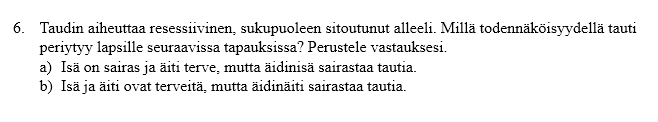 6. Taudin aiheuttaa resessiivinen, sukupuoleen sitoutunut alleeli. Millä todennäköisyydellä tauti
periytyy lapsille seuraavissa tapauksissa? Perustele vastauksesi.
a) Isä on sairas ja äiti terve, mutta äidinisä sairastaa tautia.
b) Isä ja äiti ovat terveitä, mutta äidinäiti sairastaa tautia.